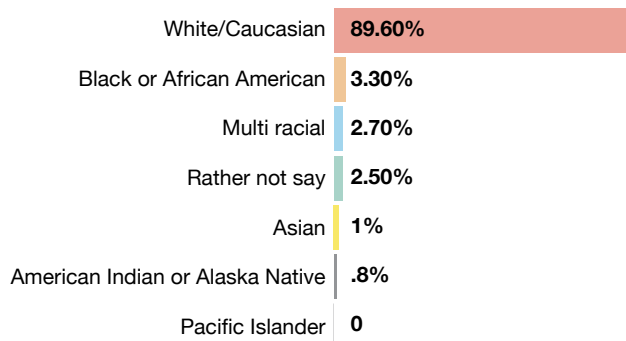 White/Caucasian 89.60%
Black or African American 3.30%
Multi racial 2.70%
Rather not say 2.50%
Asian 1%
American Indian or Alaska Native .8%
Pacific Islander 0